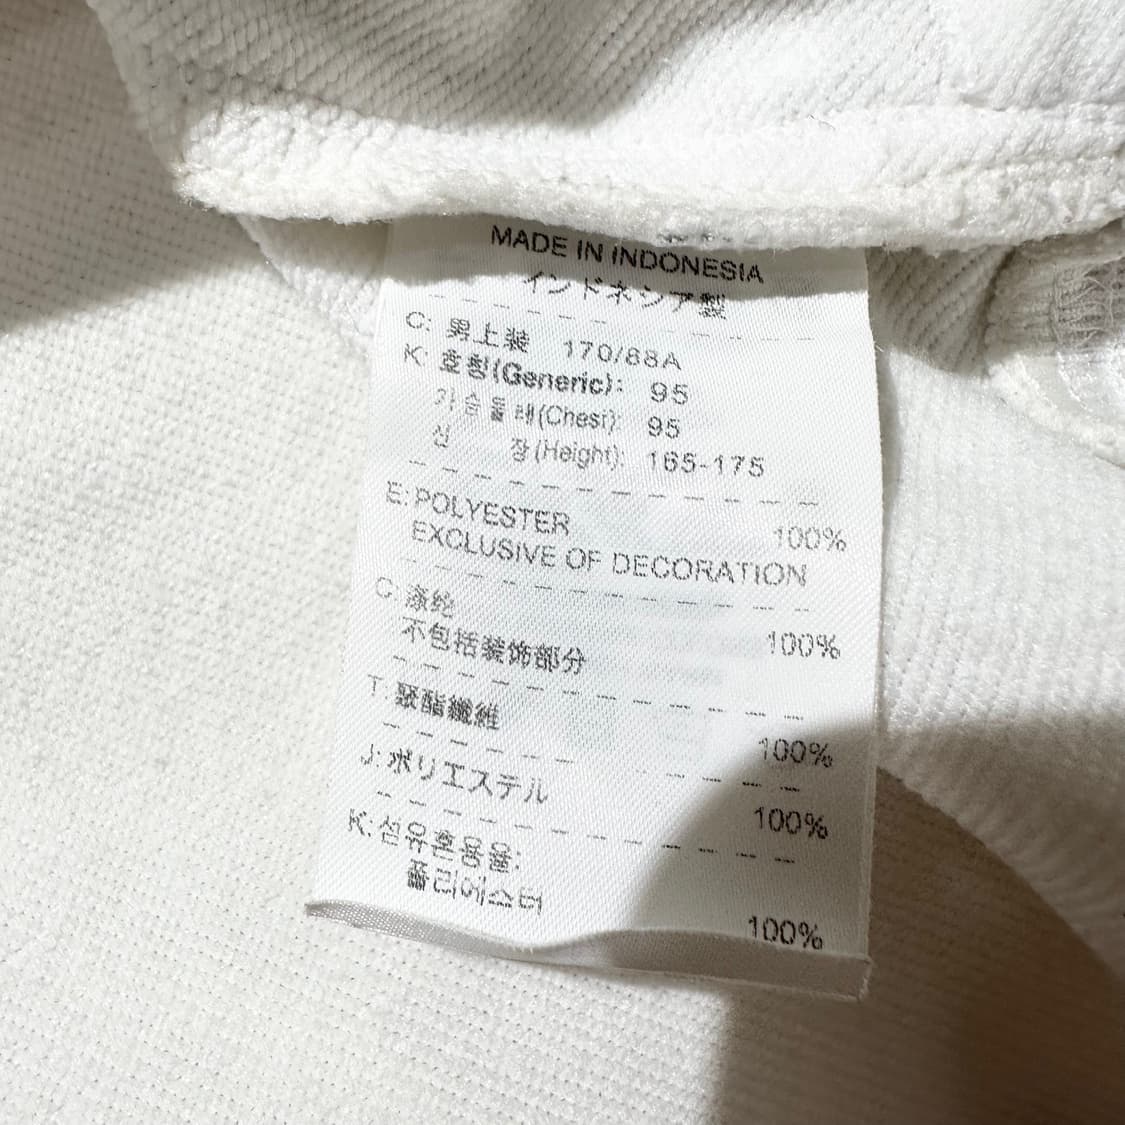 MADE IN INDONESIA
インドネシア製
C: 男上装 170/88A
K: 호칭(Generic): 95
가슴둘레(Chest): 95
신 장(Height): 165-175
E: POLYESTER 100%
EXCLUSIVE OF DECORATION
C: 涤纶 100%
不包括装饰部分
T: 聚酯纖維 100%
J: ポリエステル 100%
K: 섬유혼용율:
폴리에스터 100%